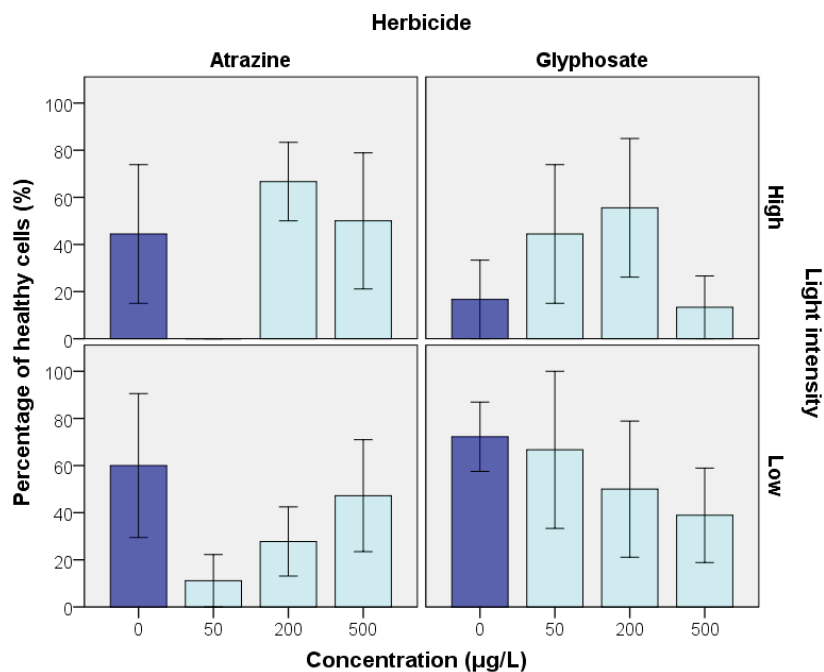 Herbicide
Atrazine
Glyphosate
Percentage of healthy cells (%)
100
80
60
40
20
0
High
100
80
60
40
20
0
Low
Light intensity
0
50
200
500
0
50
200
500
Concentration (µg/L)